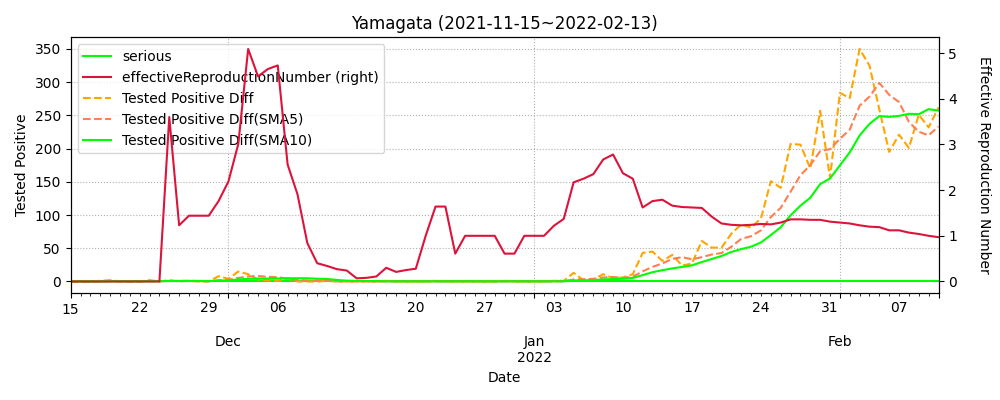 Yamagata (2021-11-15~2022-02-13)
serious
effectiveReproductionNumber (right)
Tested Positive Diff
Tested Positive Diff(SMA5)
Tested Positive Diff(SMA10)
Tested Positive
350
300
250
200
150
100
50
0
5
4
3
2
1
0
Effective Reproduction Number
15 22 29 06 13 20 27 03 10 17 24 31 07
Dec Jan Feb
2022
Date